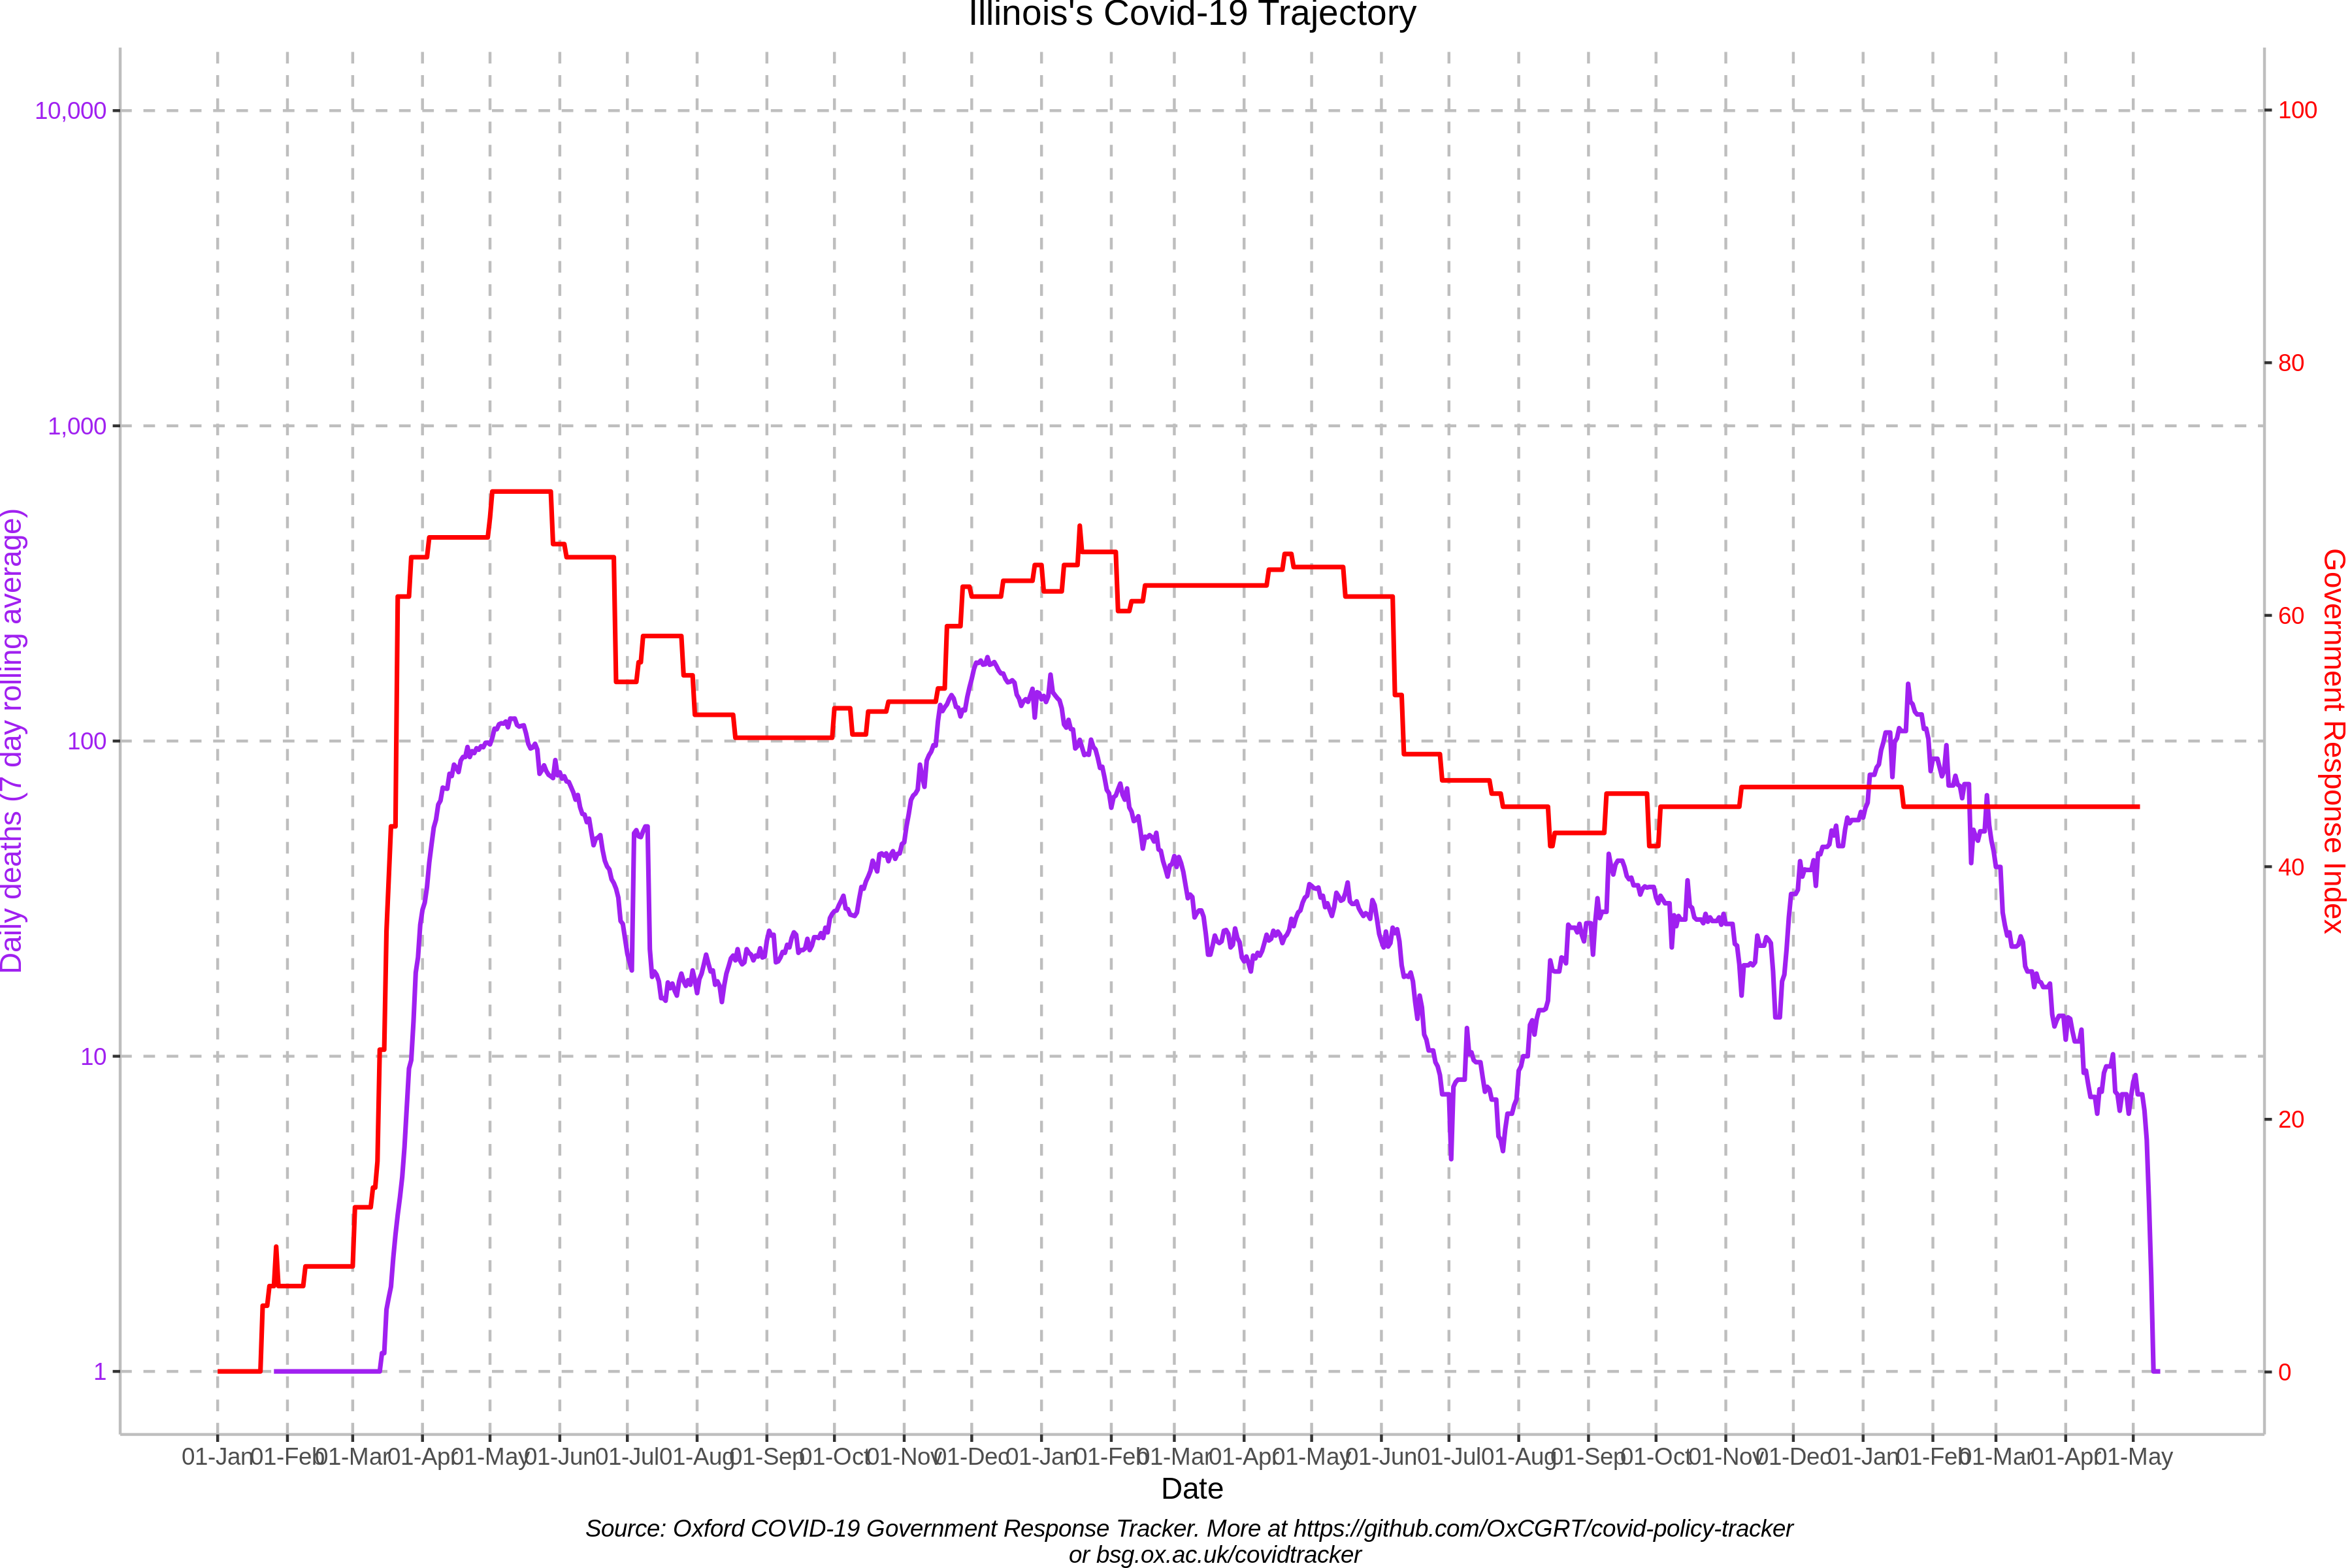 Illinois's Covid-19 Trajectory
10,000
1,000
100
10
1
Daily deaths (7 day rolling average)
100
80
60
40
20
0
Government Response Index
01-Jan 01-Feb 01-Mar 01-Apr 01-May 01-Jun 01-Jul 01-Aug 01-Sep 01-Oct 01-Nov 01-Dec 01-Jan 01-Feb 01-Mar 01-Apr 01-May 01-Jun 01-Jul 01-Aug 01-Sep 01-Oct 01-Nov 01-Dec 01-Jan 01-Feb 01-Mar 01-Apr 01-May
Date
Source: Oxford COVID-19 Government Response Tracker. More at https://github.com/OxCGRT/covid-policy-tracker
or bsg.ox.ac.uk/covidtracker